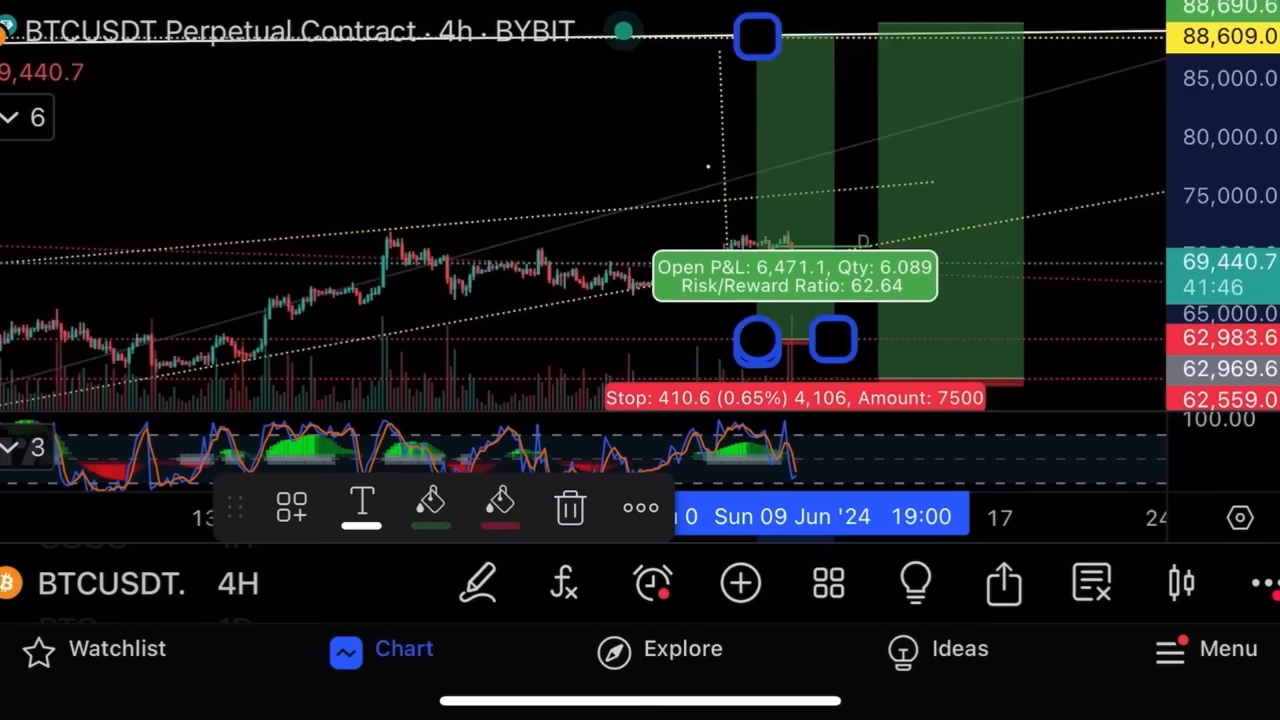 BTCUSDT Perpetual Contract · 4h · BYBIT
9,440.7
6
88,690.6
88,609.0
85,000.0
80,000.0
75,000.0
69,440.7
41:46
65,000.0
62,983.6
62,969.6
62,559.0
100.00
D
Open P&L: 6,471.1, Qty: 6.089
Risk/Reward Ratio: 62.64
Stop: 410.6 (0.65%) 4,106, Amount: 7500
3
T
13
0 Sun 09 Jun '24 19:00
17
24
BTCUSDT. 4H
Watchlist
Chart
Explore
Ideas
Menu